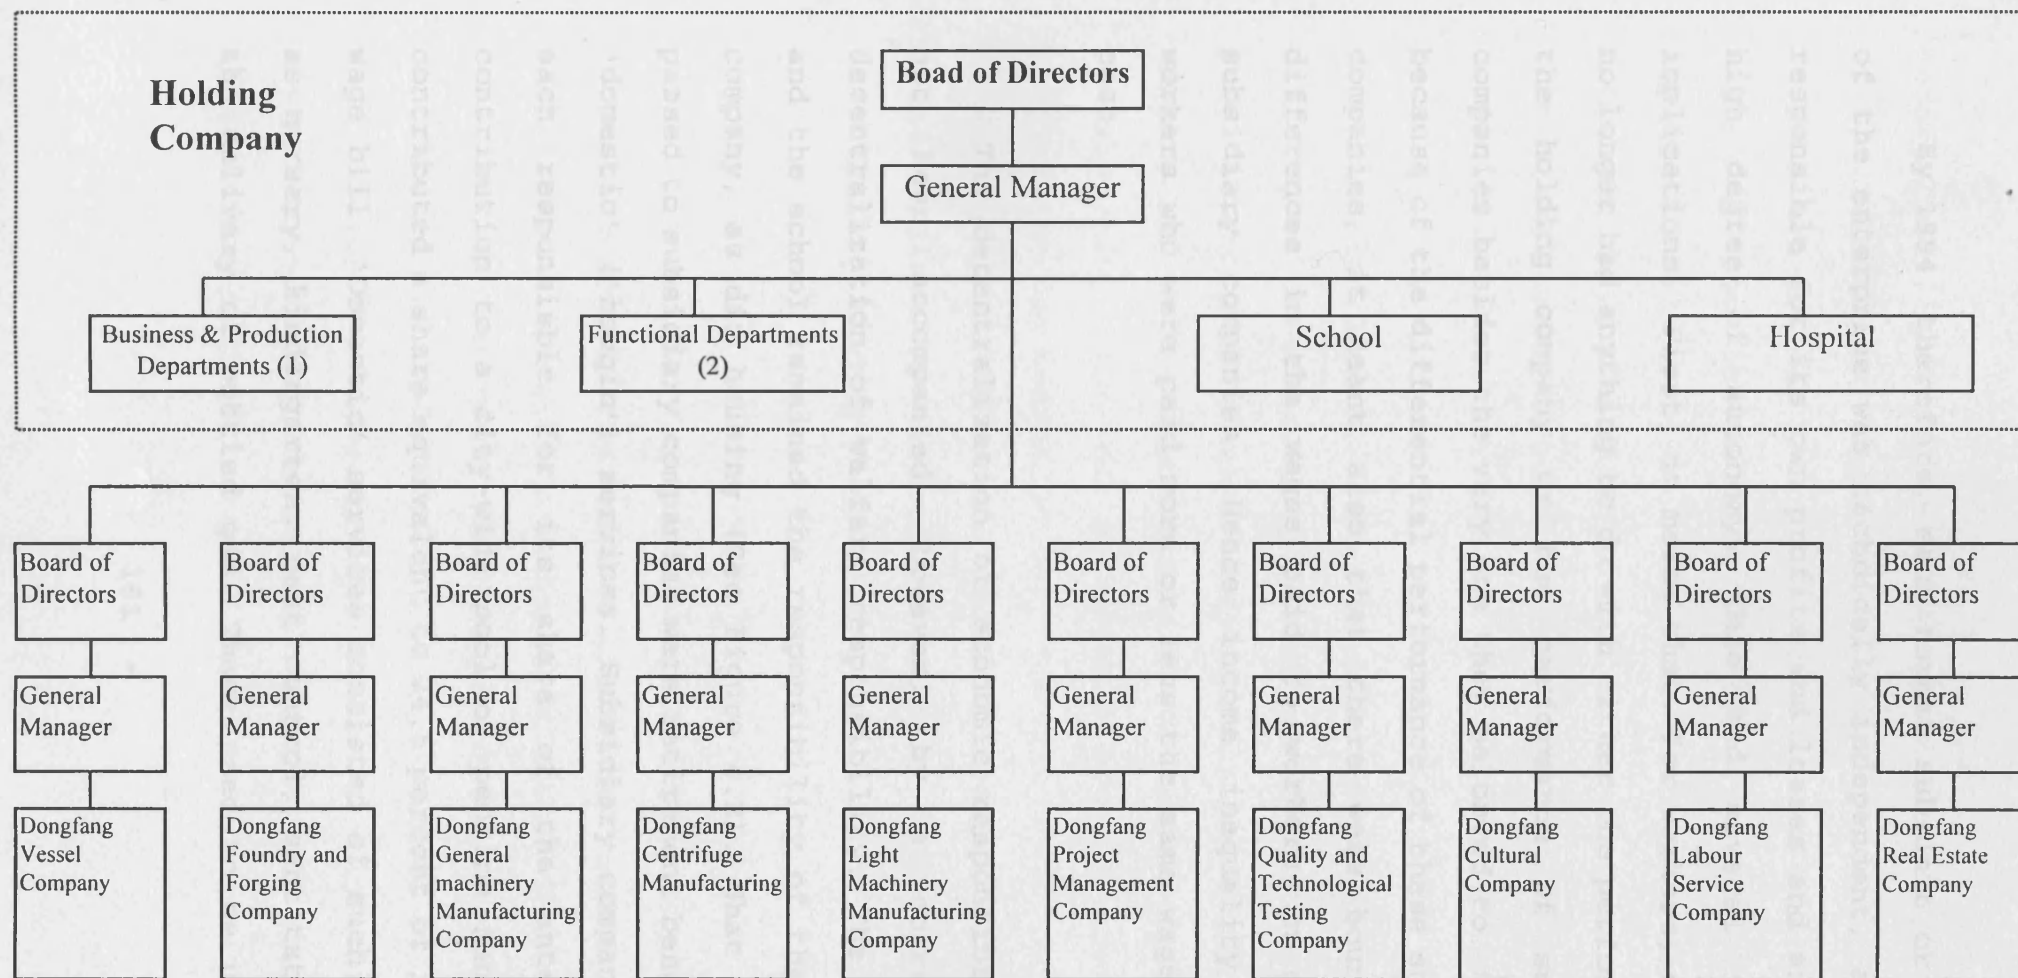 Holding
Company
Boad of Directors
General Manager
Business & Production
Departments (1)
Functional Departments
(2)
School
Hospital
Board of
Directors
Board of
Directors
Board of
Directors
Board of
Directors
Board of
Directors
Board of
Directors
Board of
Directors
Board of
Directors
Board of
Directors
Board of
Directors
General
Manager
General
Manager
General
Manager
General
Manager
General
Manager
General
Manager
General
Manager
General
Manager
General
Manager
General
Manager
Dongfang
Vessel
Company
Dongfang
Foundry and
Forging
Company
Dongfang
General
machinery
Manufacturing
Company
Dongfang
Centrifuge
Manufacturing
Dongfang
Light
Machinery
Manufacturing
Company
Dongfang
Project
Management
Company
Dongfang
Quality and
Technological
Testing
Company
Dongfang
Cultural
Company
Dongfang
Labour
Service
Company
Dongfang
Real Estate
Company